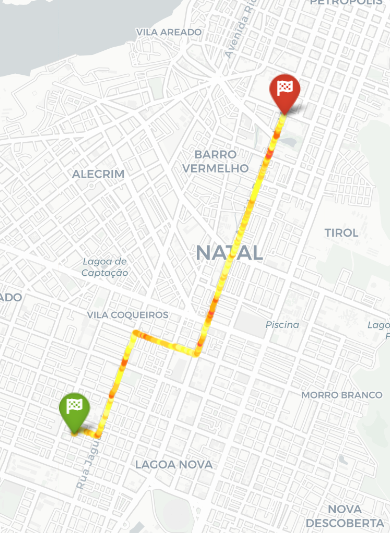 PETRÓPOLIS
VILA AREADO
Avenida Rio
BARRO
VERMELHO
ALECRIM
TIROL
NATAL
Lagoa de
Captação
ADO
VILA COQUEIROS
Piscina
Lago
P
MORRO BRANCO
Rua Jagu
LAGOA NOVA
NOVA
DESCOBERTA